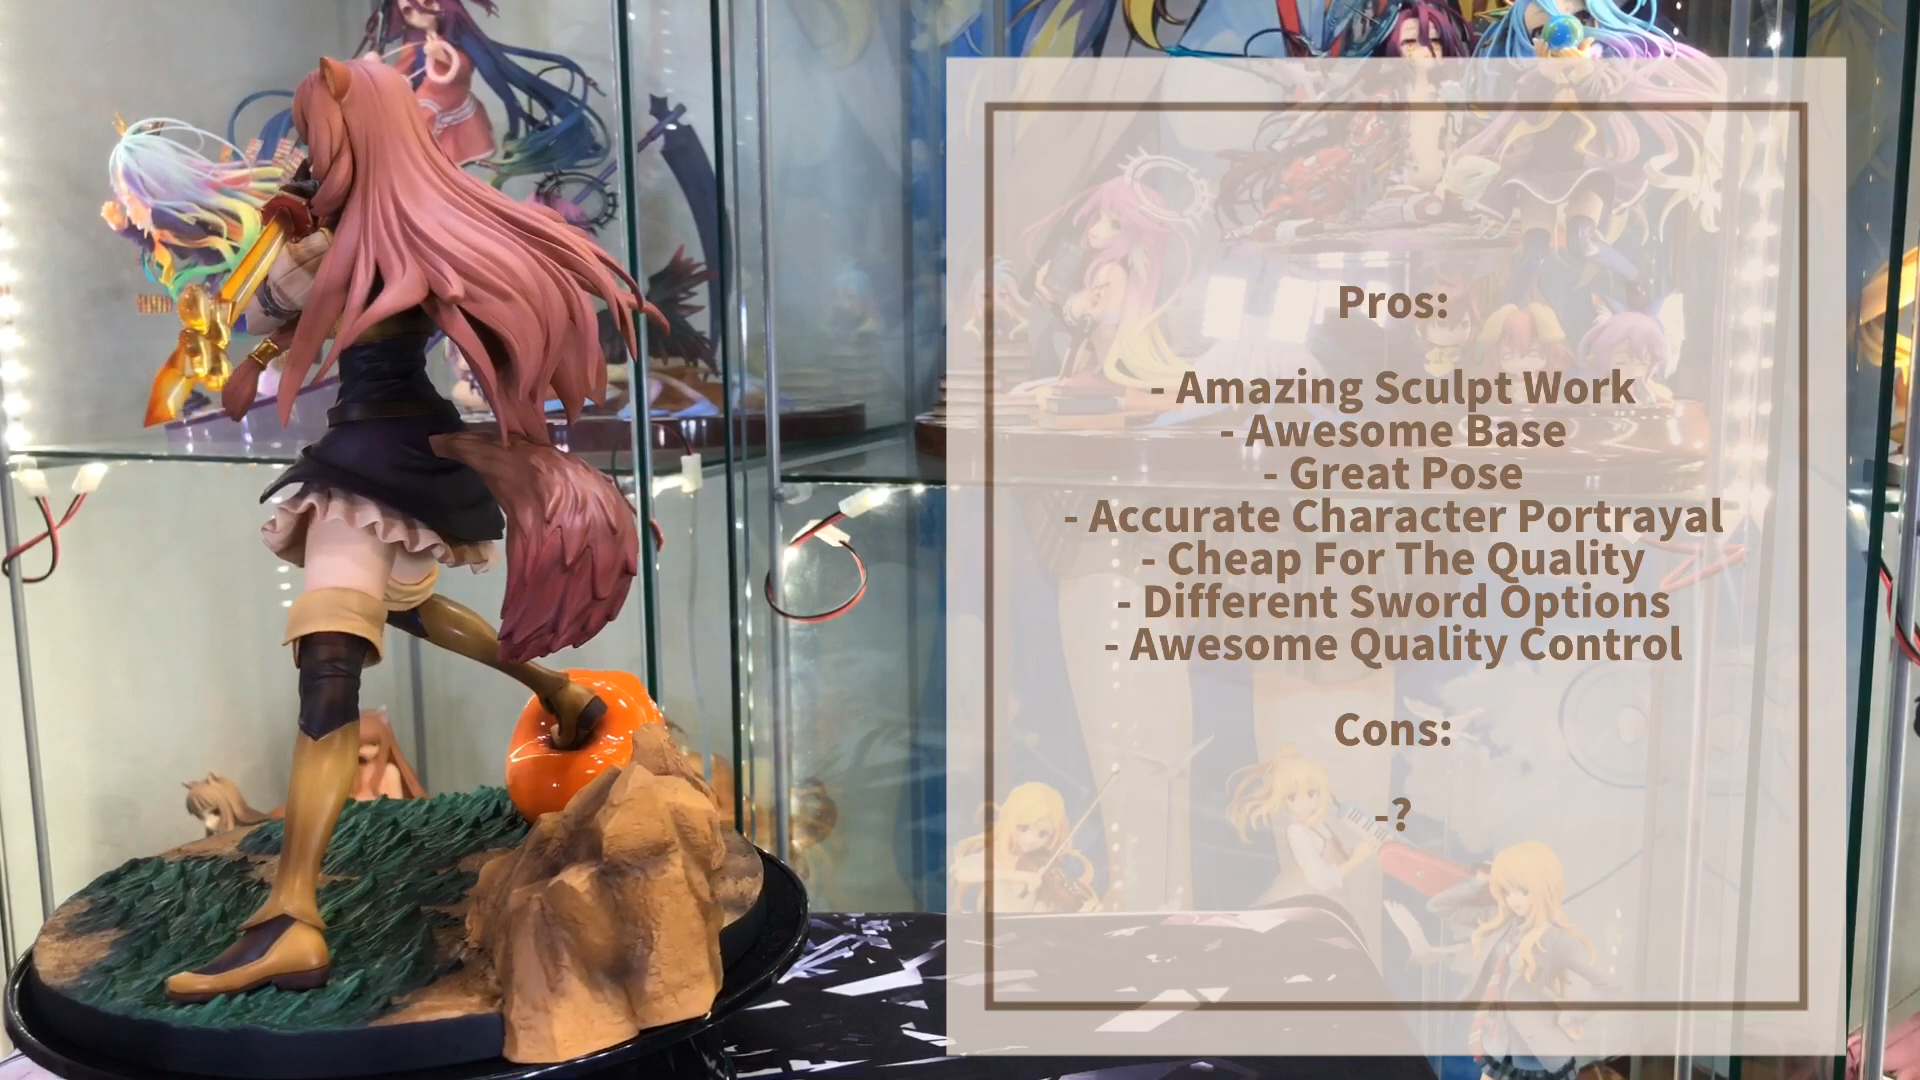 Pros:
- Amazing Sculpt Work
- Awesome Base
- Great Pose
- Accurate Character Portrayal
- Cheap For The Quality
- Different Sword Options
- Awesome Quality Control
Cons:
-?